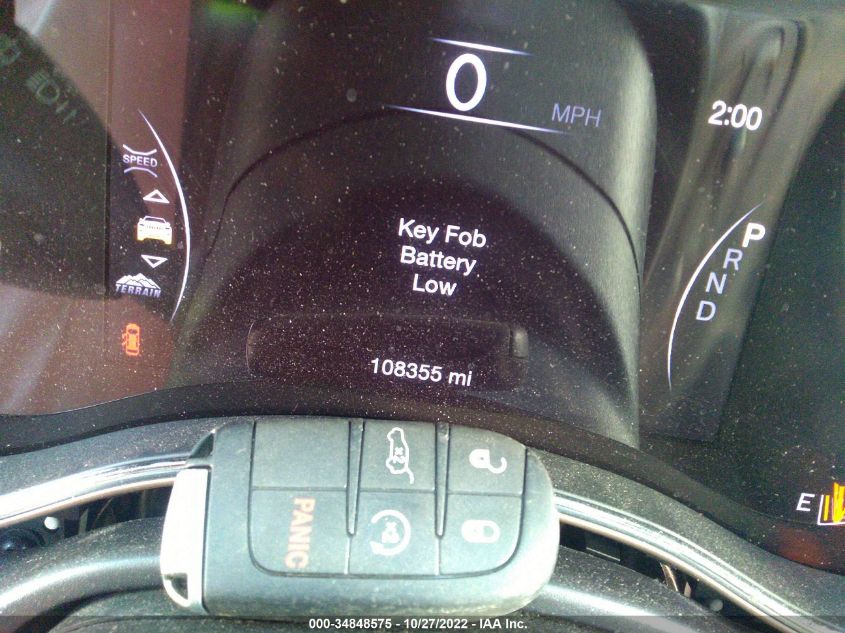 0
MPH
2:00
SPEED
Key Fob
Battery
Low
P
R
N
D
TERRAIN
108355 mi
E
PANIC
000-34848575 - 10/27/2022 - IAA Inc.